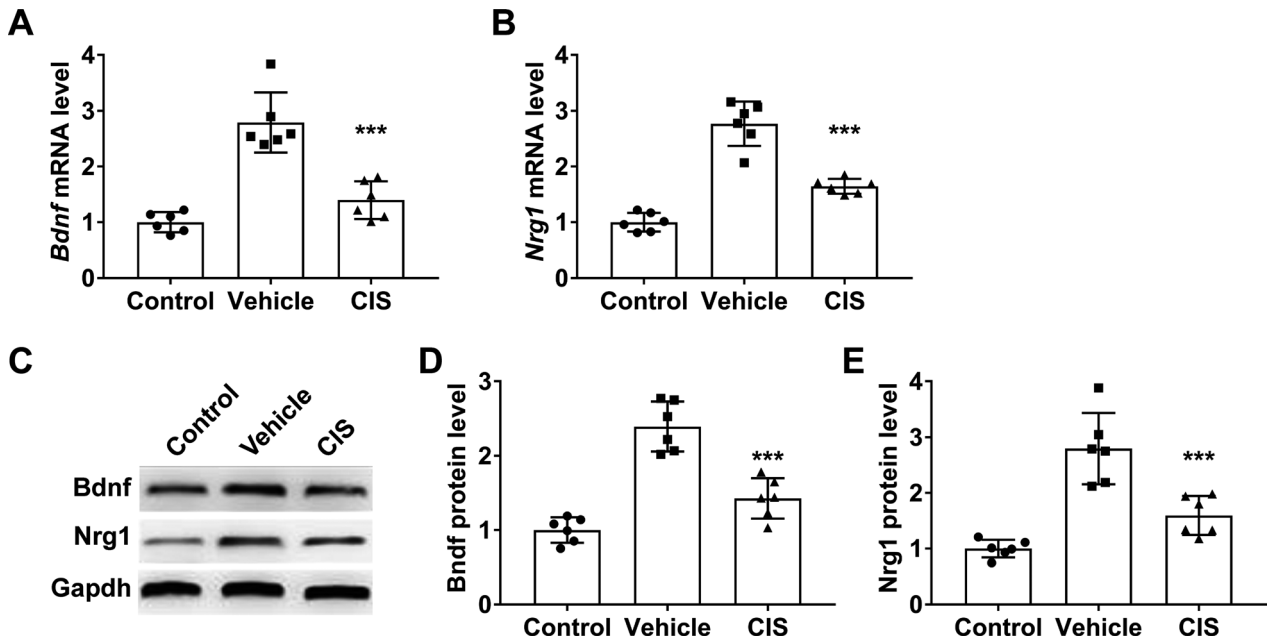 A
Bdnf mRNA level
4
3
2
1
0
***
Control Vehicle CIS
B
Nrg1 mRNA level
4
3
2
1
0
***
Control Vehicle CIS
C
Control Vehicle CIS
Bdnf
Nrg1
Gapdh
D
Bndf protein level
3
2
1
0
***
Control Vehicle CIS
E
Nrg1 protein level
4
3
2
1
0
***
Control Vehicle CIS